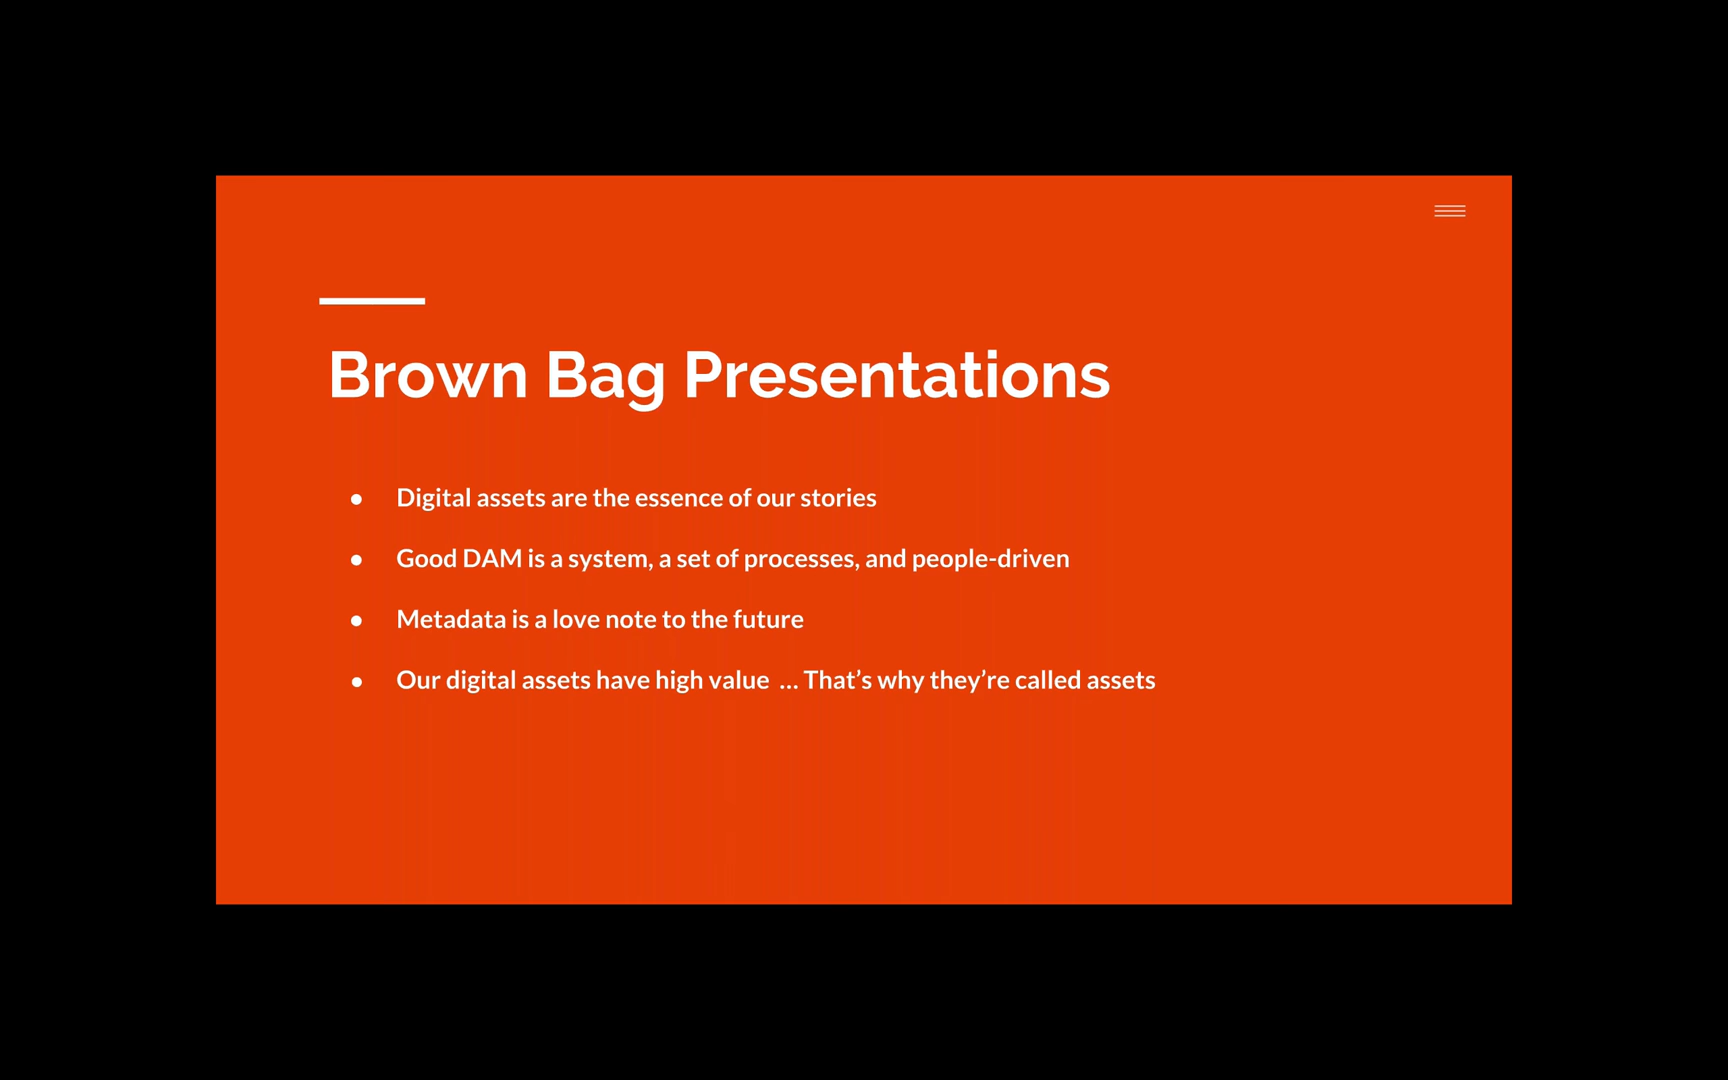 Brown Bag Presentations
● Digital assets are the essence of our stories
● Good DAM is a system, a set of processes, and people-driven
● Metadata is a love note to the future
● Our digital assets have high value  … That’s why they’re called assets